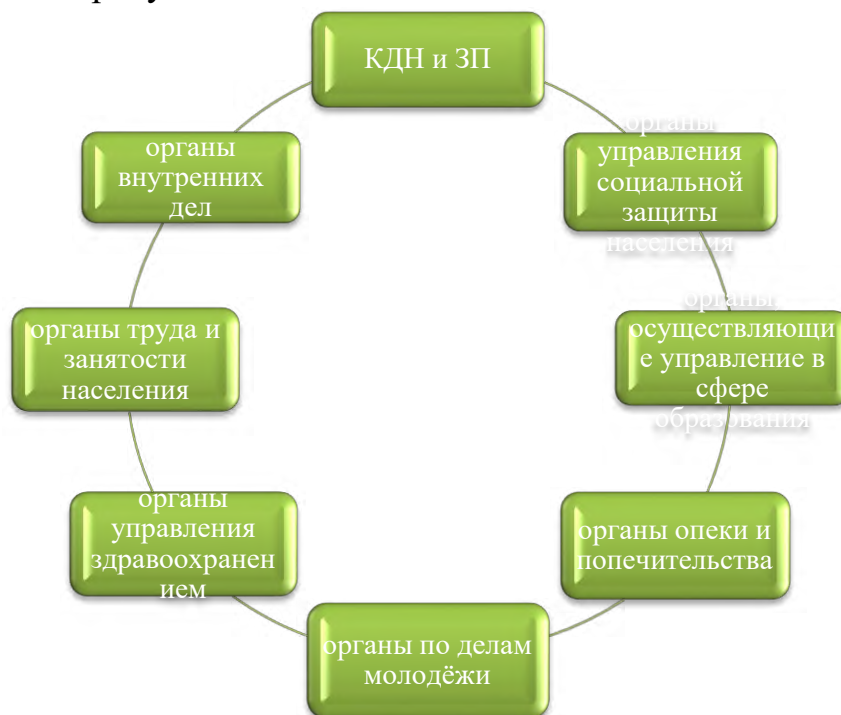 КДН и ЗП
органы
управления
социальной
защиты
населения
органы,
осуществляющи
е управление в
сфере
образования
органы опеки и
попечительства
органы по делам
молодёжи
органы
управления
здравоохранен
ием
органы труда и
занятости
населения
органы
внутренних
дел